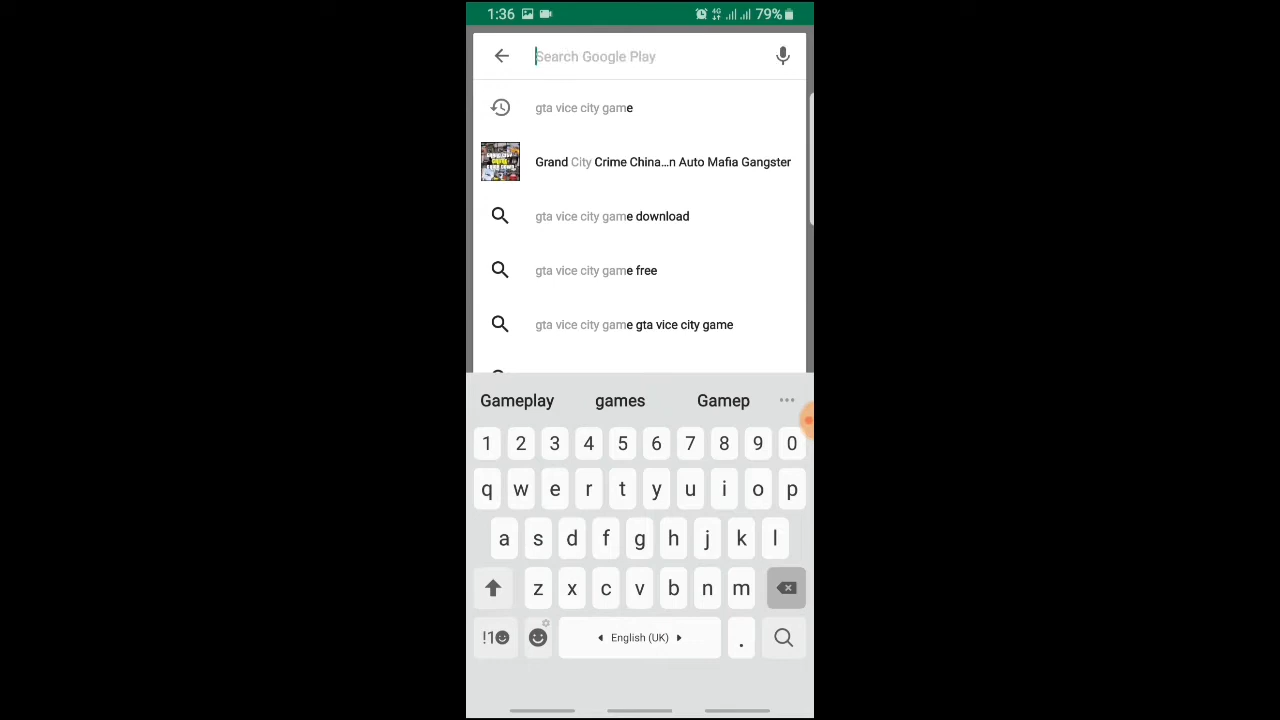 1:36 4G 79%
Search Google Play
gta vice city game
Grand City Crime China...n Auto Mafia Gangster
gta vice city game download
gta vice city game free
gta vice city game gta vice city game
Gameplay games Gamep ...
1 2 3 4 5 6 7 8 9 0
q w e r t y u i o p
a s d f g h j k l
z x c v b n m
!1 English (UK) .